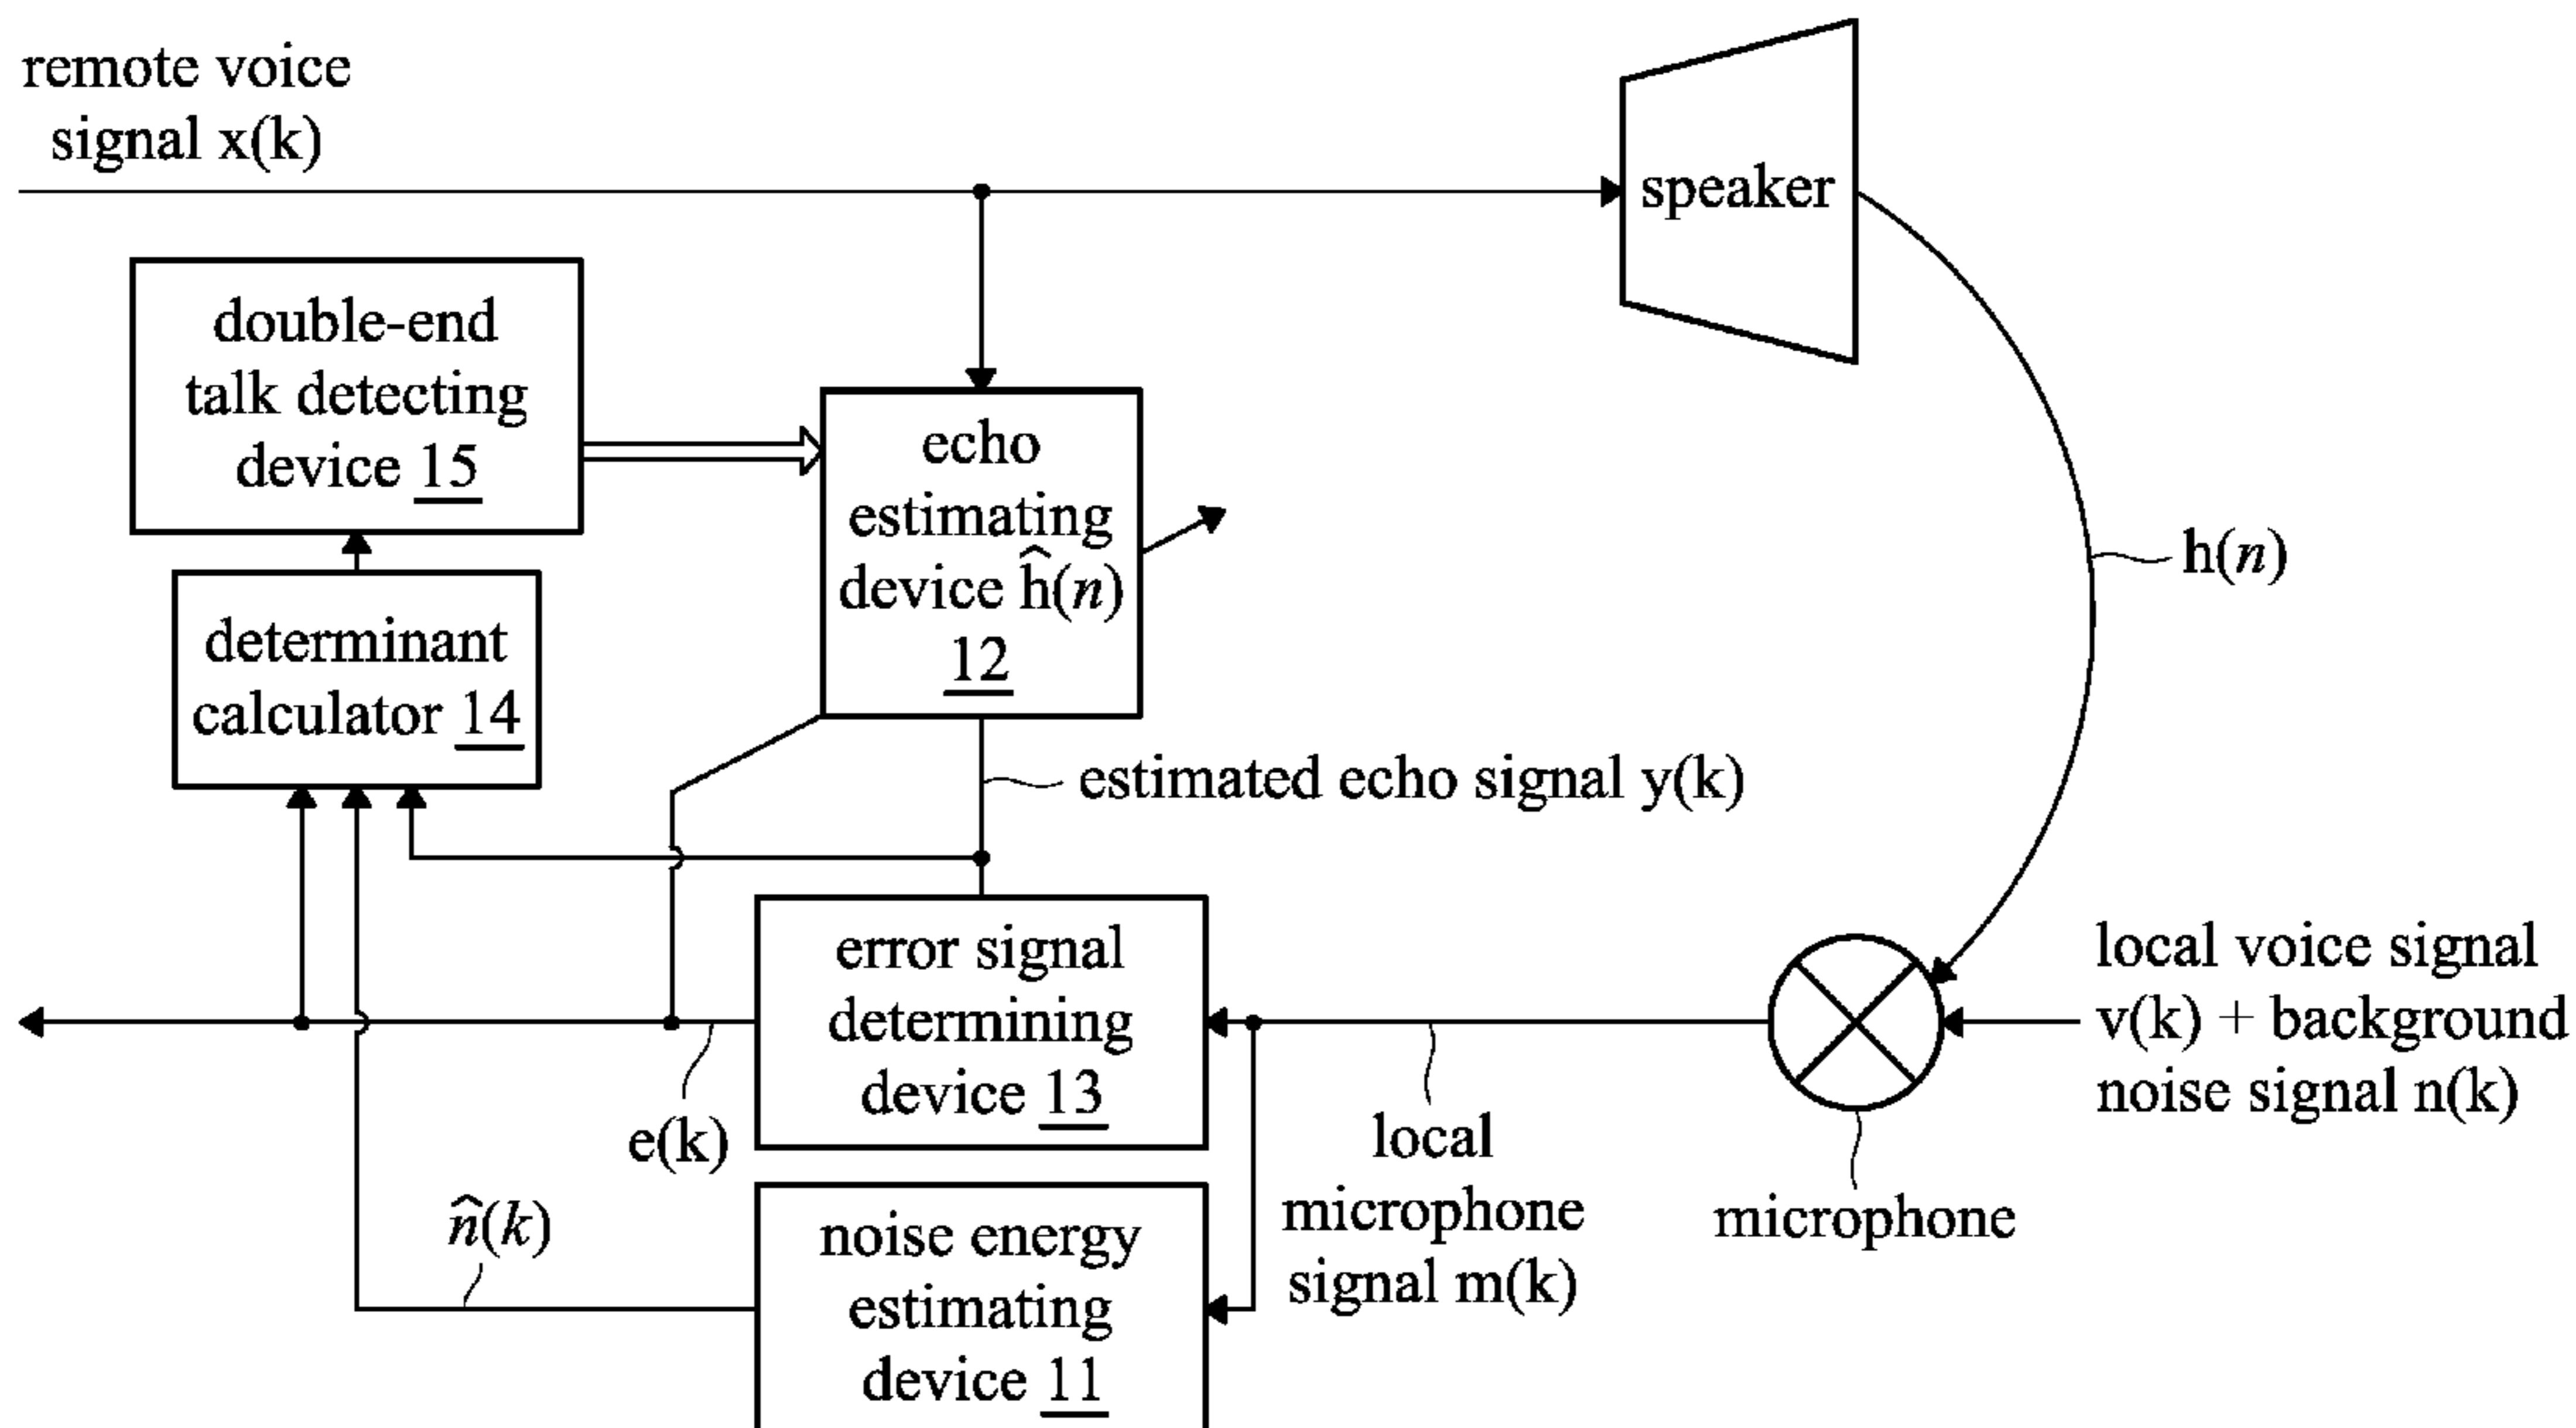 remote voice
signal x(k)
speaker
double-end
talk detecting
device 15
echo
estimating
device ĥ(n)
12
h(n)
determinant
calculator 14
estimated echo signal y(k)
error signal
determining
device 13
local voice signal
v(k) + background
noise signal n(k)
e(k)
local
microphone
signal m(k)
microphone
n̂(k)
noise energy
estimating
device 11